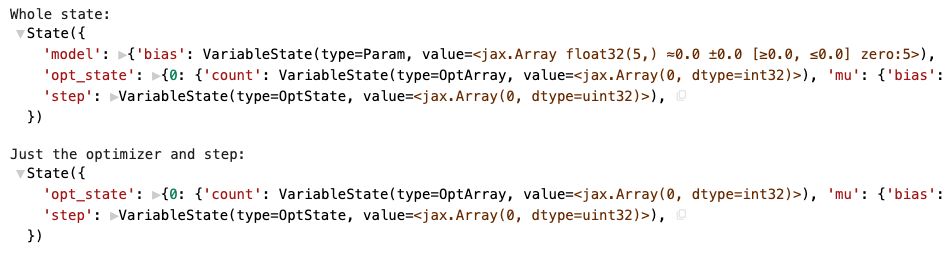 Whole state:
▼State({
'model': ▶{'bias': VariableState(type=Param, value=<jax.Array float32(5,) ≈0.0 ±0.0 [≥0.0, ≤0.0] zero:5>),
'opt_state': ▶{0: {'count': VariableState(type=OptArray, value=<jax.Array(0, dtype=int32)>), 'mu': {'bias':
'step': ▶VariableState(type=OptState, value=<jax.Array(0, dtype=uint32)>),
})
Just the optimizer and step:
▼State({
'opt_state': ▶{0: {'count': VariableState(type=OptArray, value=<jax.Array(0, dtype=int32)>), 'mu': {'bias':
'step': ▶VariableState(type=OptState, value=<jax.Array(0, dtype=uint32)>),
})